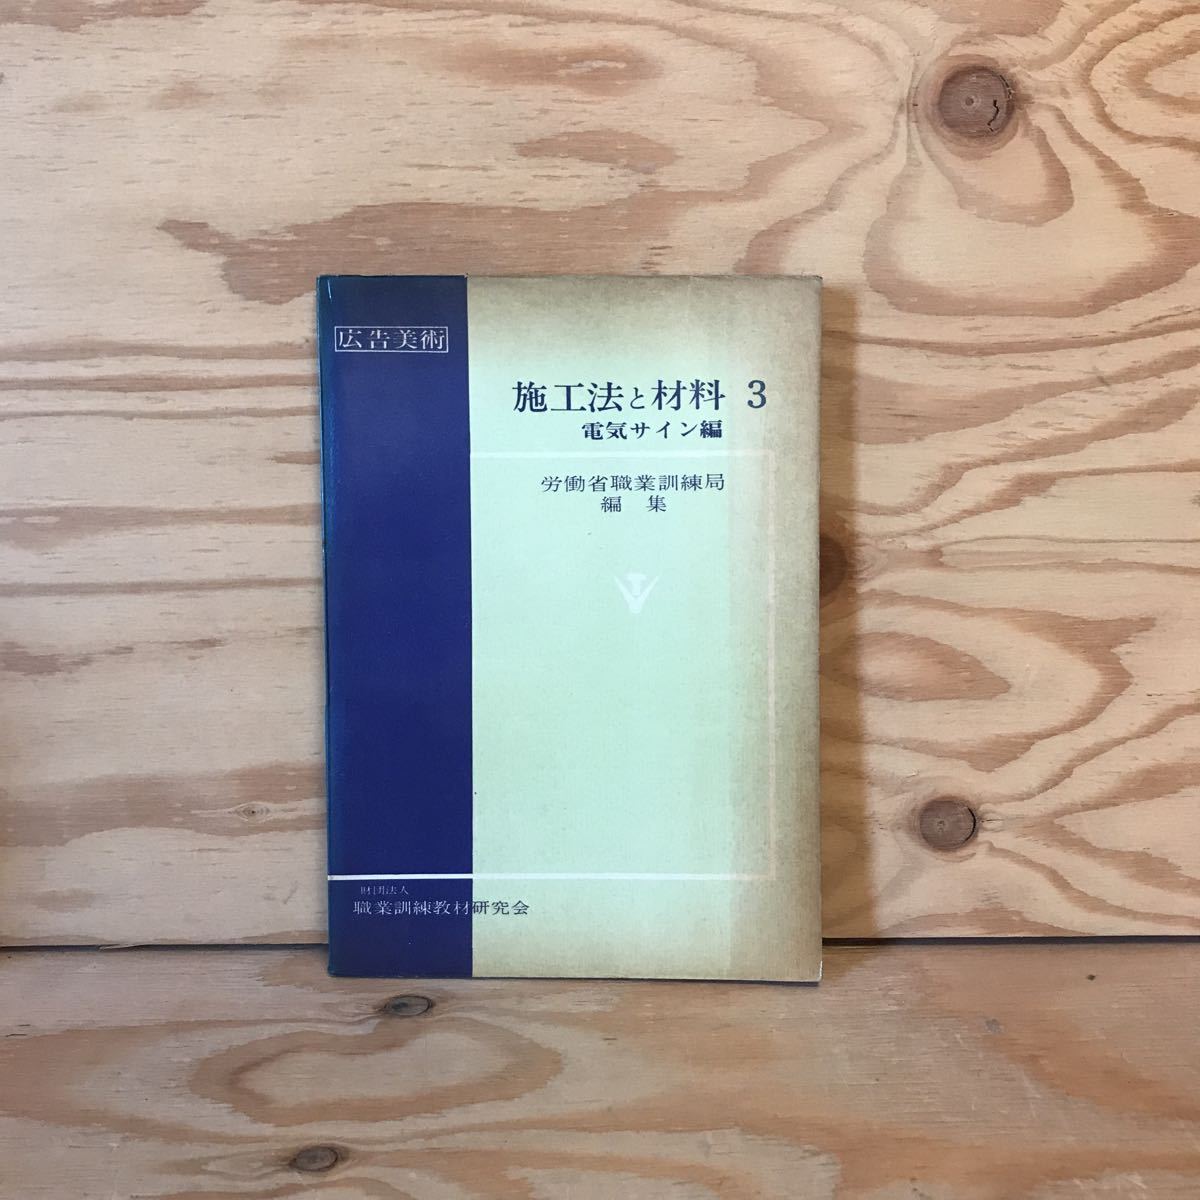 広告美術
施工法と材料 3
電気サイン編
労働省職業訓練局
編 集
財団法人
職業訓練教材研究会